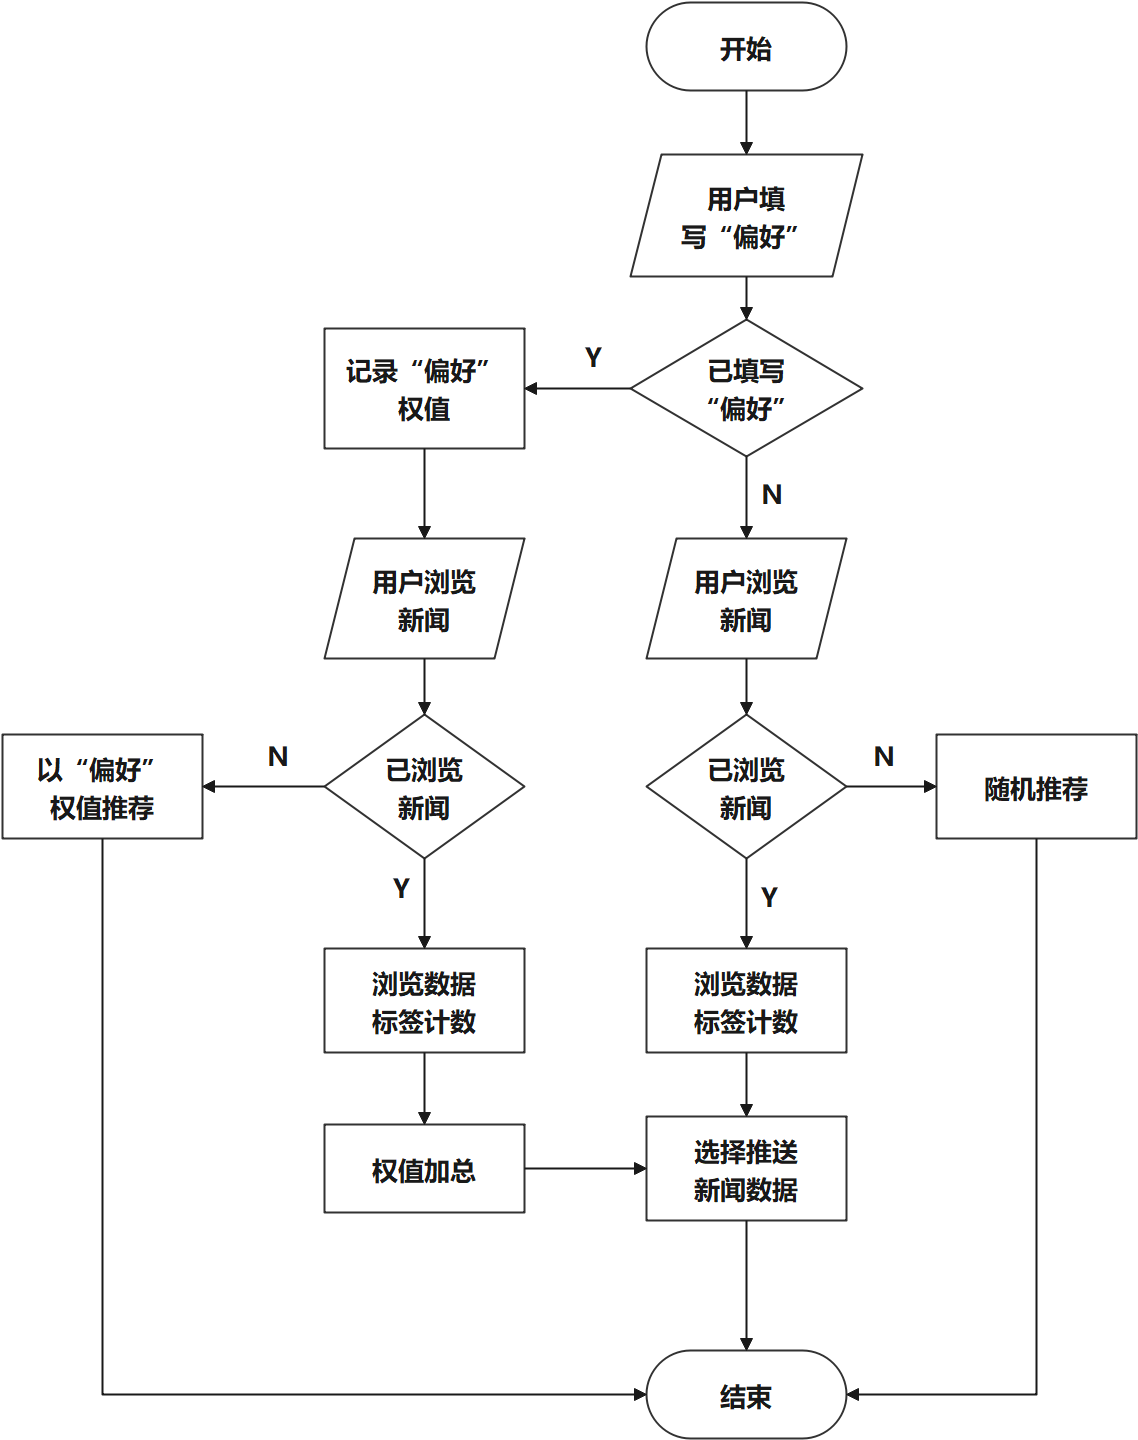 开始
用户填
写“偏好”
已填写
“偏好”
Y
记录“偏好”
权值
N
用户浏览
新闻
用户浏览
新闻
已浏览
新闻
N
以“偏好”
权值推荐
已浏览
新闻
N
随机推荐
Y
Y
浏览数据
标签计数
浏览数据
标签计数
权值加总
选择推送
新闻数据
结束